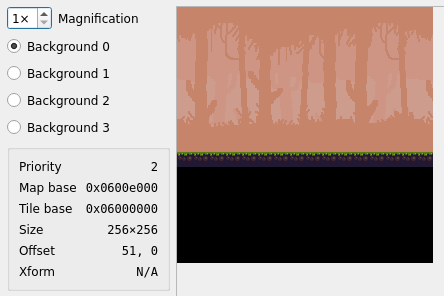 1× Magnification
Background 0
Background 1
Background 2
Background 3
Priority 2
Map base 0x0600e000
Tile base 0x06000000
Size 256×256
Offset 51, 0
Xform N/A